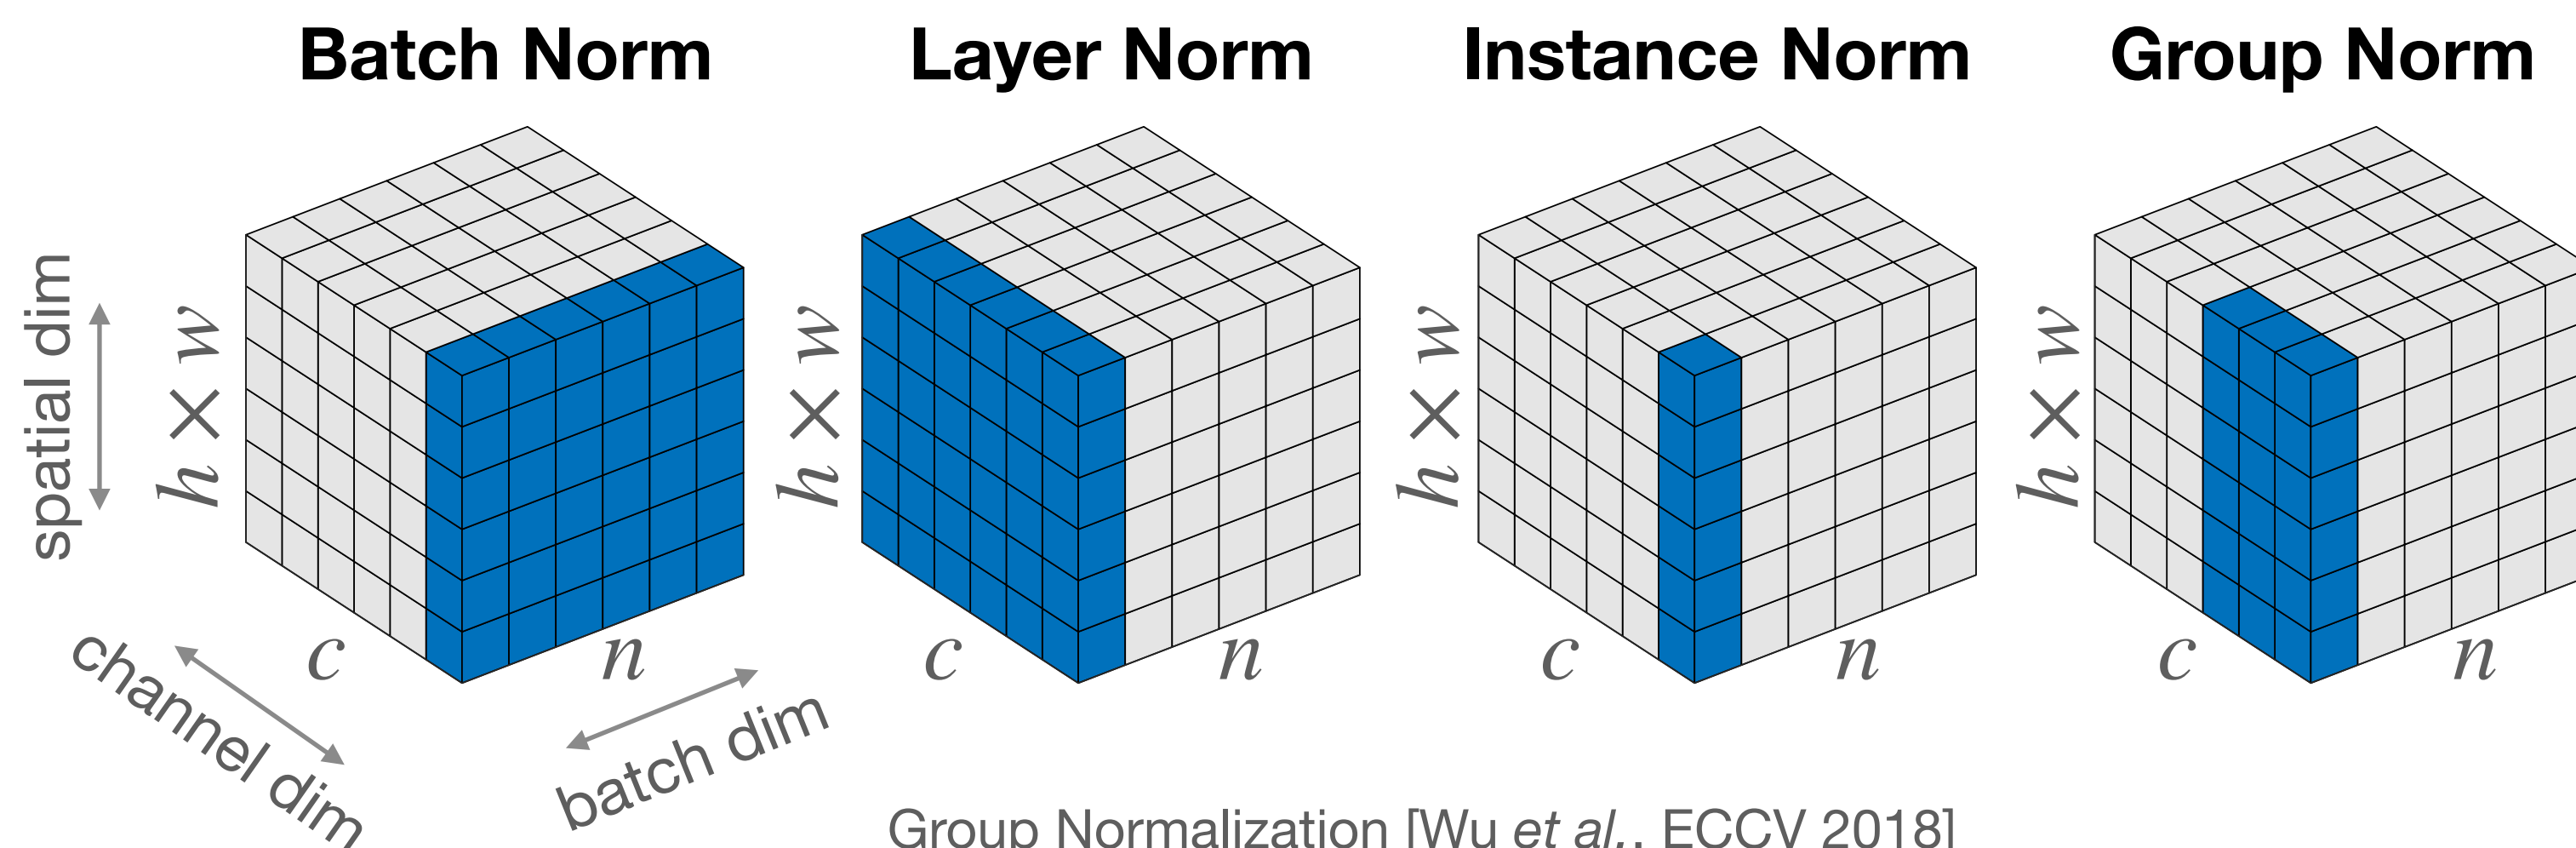 Batch Norm
Layer Norm
Instance Norm
Group Norm
spatial dim
h × w
h × w
h × w
h × w
c
n
c
n
c
n
c
n
channel dim
batch dim
Group Normalization [Wu et al., ECCV 2018]